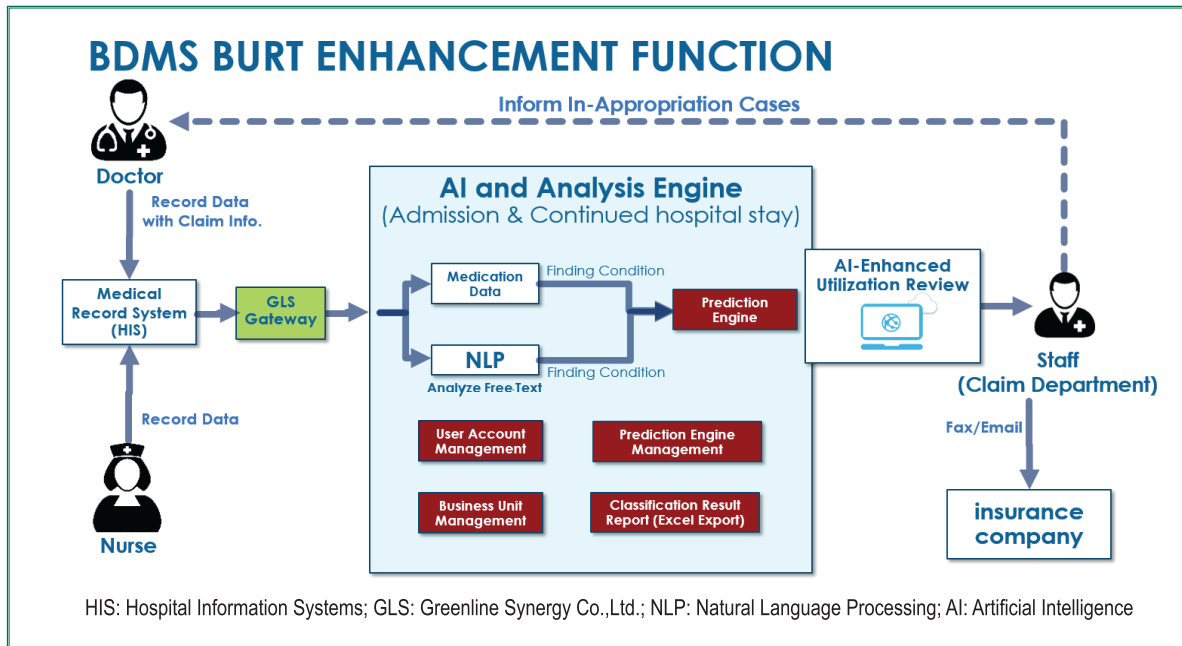 BDMS BURT ENHANCEMENT FUNCTION
Inform In-Appropriation Cases
Doctor
Record Data
with Claim Info.
AI and Analysis Engine
(Admission & Continued hospital stay)
Medical
Record System
(HIS)
GLS
Gateway
Medication
Data
Finding Condition
NLP
Analyze Free-Text
Finding Condition
Prediction
Engine
AI-Enhanced
Utilization Review
Staff
(Claim Department)
Record Data
Nurse
User Account
Management
Prediction Engine
Management
Business Unit
Management
Classification Result
Report (Excel Export)
Fax/Email
insurance
company
HIS: Hospital Information Systems; GLS: Greenline Synergy Co.,Ltd.; NLP: Natural Language Processing; AI: Artificial Intelligence